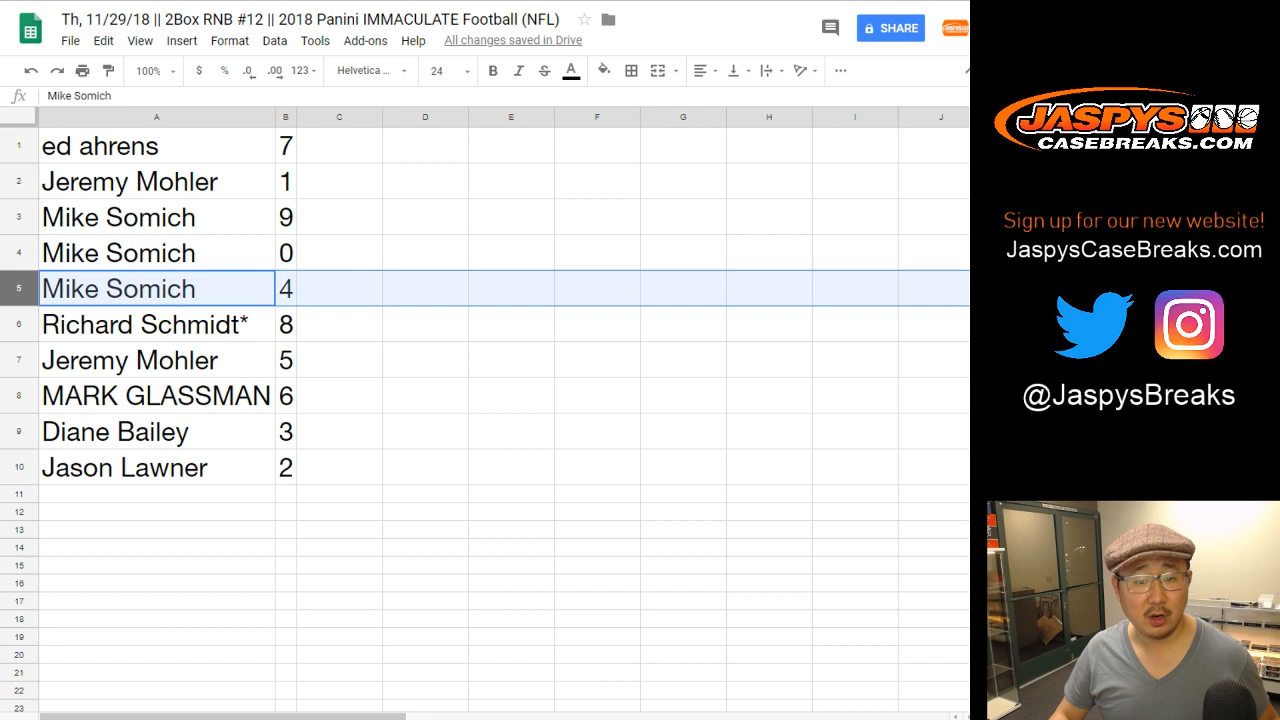 Th, 11/29/18 || 2Box RNB #12 || 2018 Panini IMMACULATE Football (NFL)
File Edit View Insert Format Data Tools Add-ons Help All changes saved in Drive
SHARE
100% $ % .0 .00 123 Helvetica ... 24 B I S A
fx Mike Somich
A B C D E F G H I J
1 ed ahrens 7
2 Jeremy Mohler 1
3 Mike Somich 9
4 Mike Somich 0
5 Mike Somich 4
6 Richard Schmidt* 8
7 Jeremy Mohler 5
8 MARK GLASSMAN 6
9 Diane Bailey 3
10 Jason Lawner 2
11
12
13
14
15
16
17
18
19
20
21
22
23
JASPYS
CASEBREAKS.COM
Sign up for our new website!
JaspysCaseBreaks.com
@JaspysBreaks